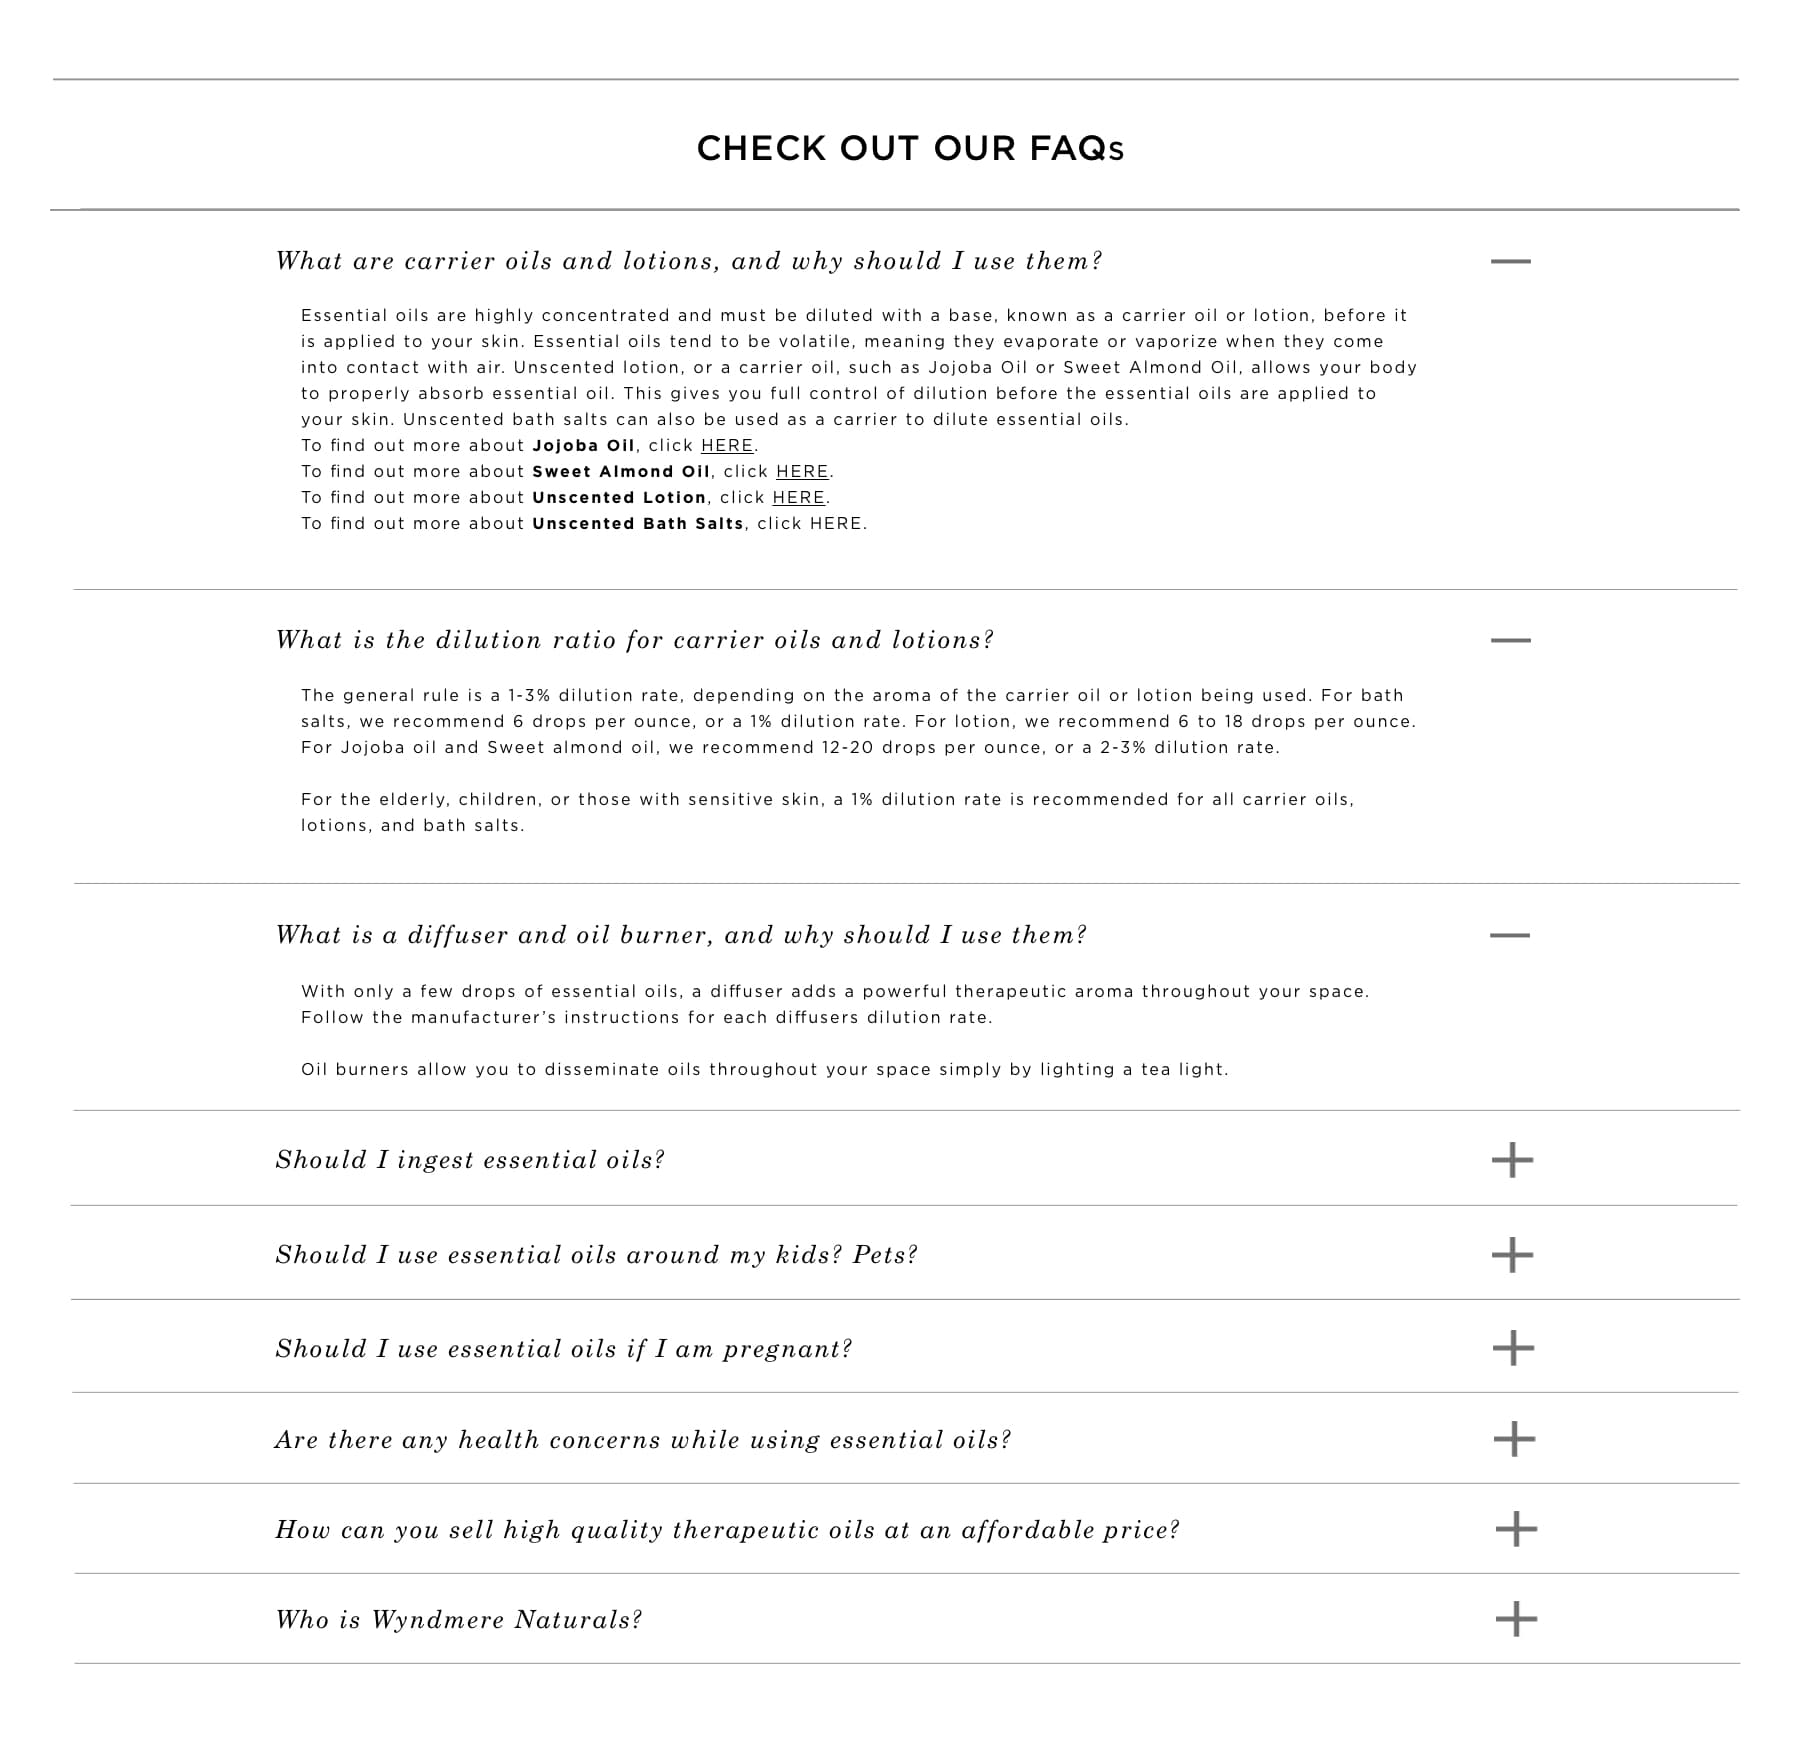 CHECK OUT OUR FAQs
What are carrier oils and lotions, and why should I use them?
Essential oils are highly concentrated and must be diluted with a base, known as a carrier oil or lotion, before it
is applied to your skin. Essential oils tend to be volatile, meaning they evaporate or vaporize when they come
into contact with air. Unscented lotion, or a carrier oil, such as Jojoba Oil or Sweet Almond Oil, allows your body
to properly absorb essential oil. This gives you full control of dilution before the essential oils are applied to
your skin. Unscented bath salts can also be used as a carrier to dilute essential oils.
To find out more about Jojoba Oil, click HERE.
To find out more about Sweet Almond Oil, click HERE.
To find out more about Unscented Lotion, click HERE.
To find out more about Unscented Bath Salts, click HERE.
What is the dilution ratio for carrier oils and lotions?
The general rule is a 1-3% dilution rate, depending on the aroma of the carrier oil or lotion being used. For bath
salts, we recommend 6 drops per ounce, or a 1% dilution rate. For lotion, we recommend 6 to 18 drops per ounce.
For Jojoba oil and Sweet almond oil, we recommend 12-20 drops per ounce, or a 2-3% dilution rate.
For the elderly, children, or those with sensitive skin, a 1% dilution rate is recommended for all carrier oils,
lotions, and bath salts.
What is a diffuser and oil burner, and why should I use them?
With only a few drops of essential oils, a diffuser adds a powerful therapeutic aroma throughout your space.
Follow the manufacturer’s instructions for each diffusers dilution rate.
Oil burners allow you to disseminate oils throughout your space simply by lighting a tea light.
Should I ingest essential oils?
Should I use essential oils around my kids? Pets?
Should I use essential oils if I am pregnant?
Are there any health concerns while using essential oils?
How can you sell high quality therapeutic oils at an affordable price?
Who is Wyndmere Naturals?